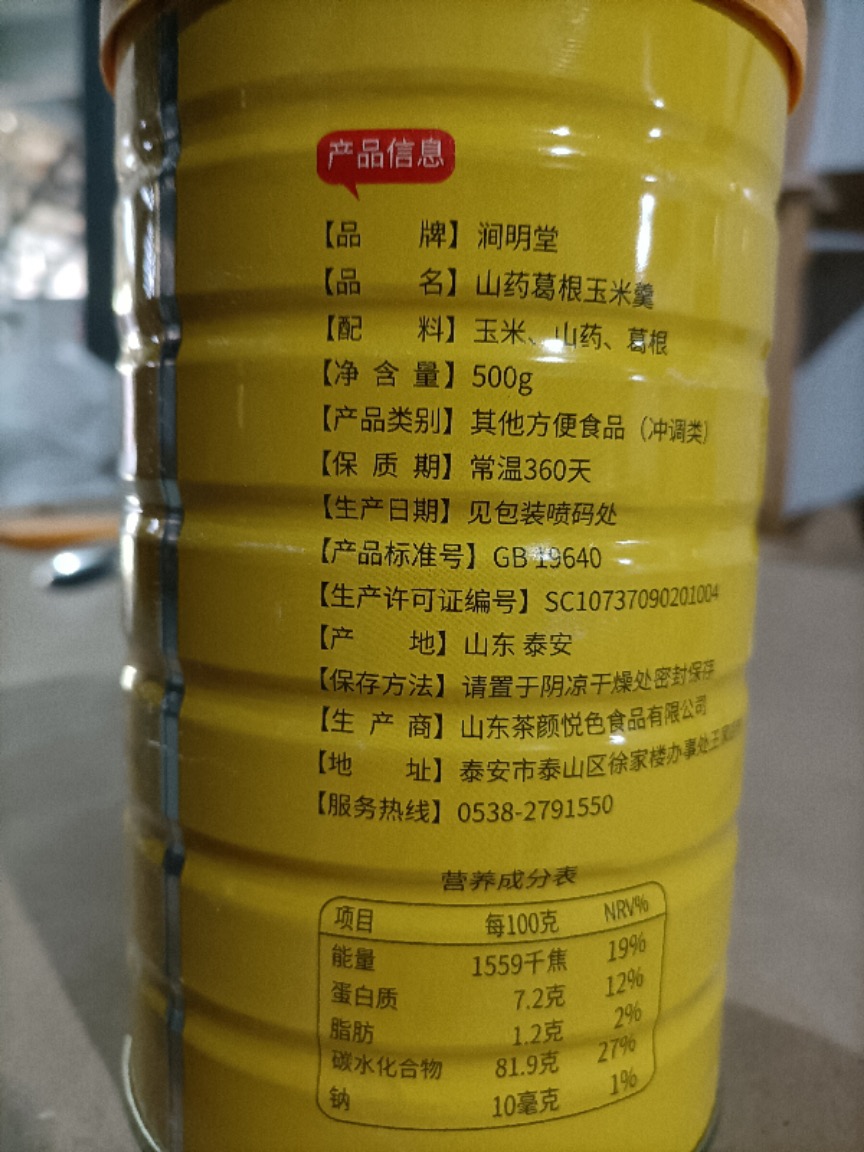 产品信息
【品 牌】涧明堂
【品 名】山药葛根玉米羹
【配 料】玉米、山药、葛根
【净 含 量】500g
【产品类别】其他方便食品（冲调类）
【保 质 期】常温360天
【生产日期】见包装喷码处
【产品标准号】GB 19640
【生产许可证编号】SC10737090201004
【产 地】山东 泰安
【保存方法】请置于阴凉干燥处密封保存
【生 产 商】山东茶颜悦色食品有限公司
【地 址】泰安市泰山区徐家楼办事处王家
【服务热线】0538-2791550
营养成分表
项目 每100克 NRV%
能量 1559千焦 19%
蛋白质 7.2克 12%
脂肪 1.2克 2%
碳水化合物 81.9克 27%
钠 10毫克 1%